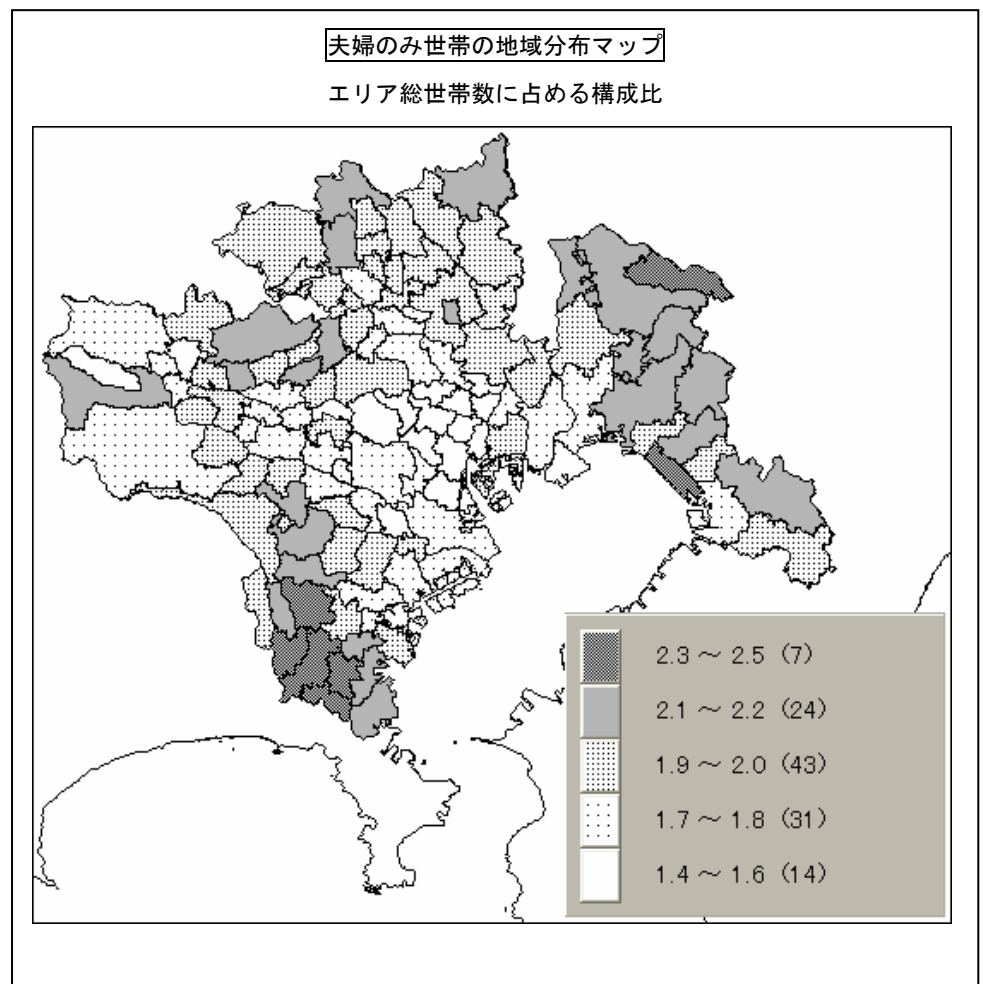 夫婦のみ世帯の地域分布マップ
エリア総世帯数に占める構成比
2.3 ～ 2.5 (7)
2.1 ～ 2.2 (24)
1.9 ～ 2.0 (43)
1.7 ～ 1.8 (31)
1.4 ～ 1.6 (14)